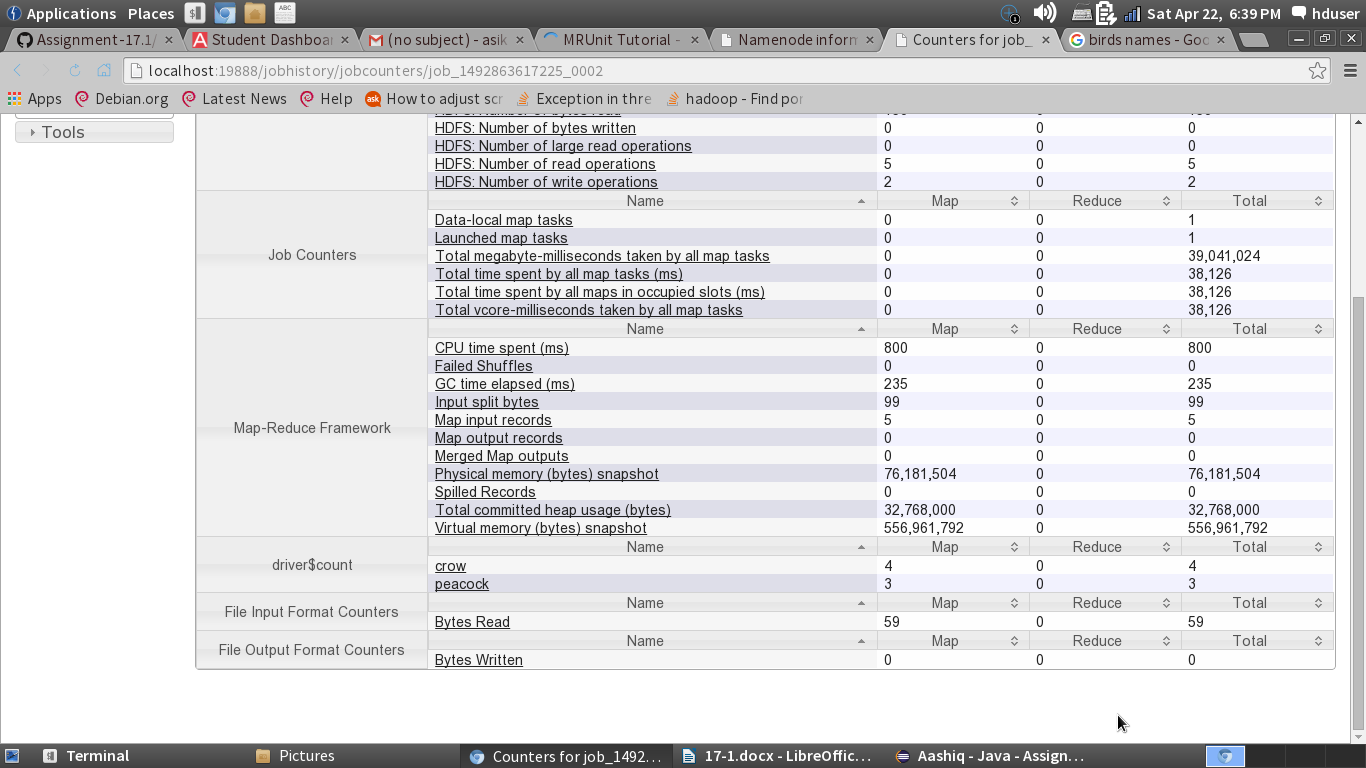 Applications Places Sat Apr 22, 6:39 PM hduser
Assignment-17.1/ Student Dashboar (no subject) - asik MRUnit Tutorial - Namenode inform Counters for job_ birds names - Goo
localhost:19888/jobhistory/jobcounters/job_1492863617225_0002
Apps Debian.org Latest News Help How to adjust scr Exception in thre hadoop - Find por
Tools
HDFS: Number of bytes written 0 0 0
HDFS: Number of large read operations 0 0 0
HDFS: Number of read operations 5 0 5
HDFS: Number of write operations 2 0 2
Job Counters
Name Map Reduce Total
Data-local map tasks 0 0 1
Launched map tasks 0 0 1
Total megabyte-milliseconds taken by all map tasks 0 0 39,041,024
Total time spent by all map tasks (ms) 0 0 38,126
Total time spent by all maps in occupied slots (ms) 0 0 38,126
Total vcore-milliseconds taken by all map tasks 0 0 38,126
Map-Reduce Framework
Name Map Reduce Total
CPU time spent (ms) 800 0 800
Failed Shuffles 0 0 0
GC time elapsed (ms) 235 0 235
Input split bytes 99 0 99
Map input records 5 0 5
Map output records 0 0 0
Merged Map outputs 0 0 0
Physical memory (bytes) snapshot 76,181,504 0 76,181,504
Spilled Records 0 0 0
Total committed heap usage (bytes) 32,768,000 0 32,768,000
Virtual memory (bytes) snapshot 556,961,792 0 556,961,792
driver$count
Name Map Reduce Total
crow 4 0 4
peacock 3 0 3
File Input Format Counters
Name Map Reduce Total
Bytes Read 59 0 59
File Output Format Counters
Name Map Reduce Total
Bytes Written 0 0 0
Terminal Pictures Counters for job_1492... 17-1.docx - LibreOffic... Aashiq - Java - Assign...